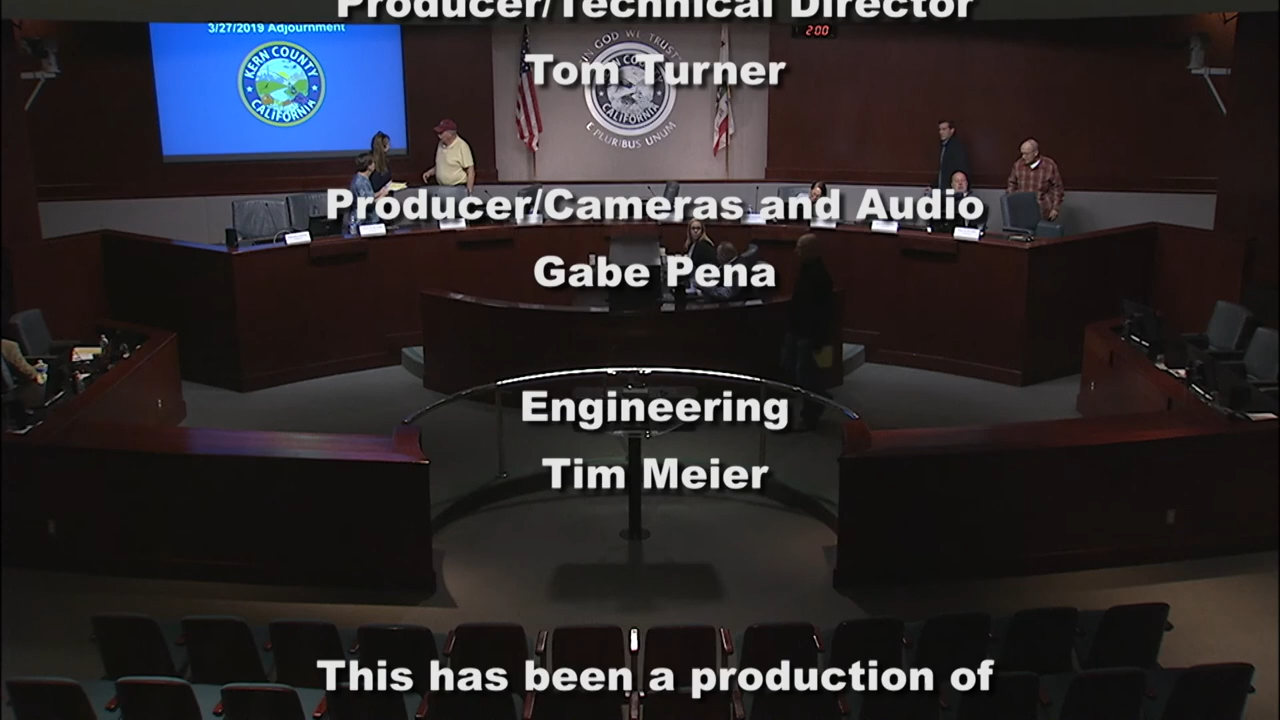 Producer/Technical Director
3/27/2019 Adjournment
2:00
IN GOD WE TRUST
KERN COUNTY
CALIFORNIA
Tom Turner
CALIFORNIA
E PLURIBUS UNUM
Producer/Cameras and Audio
Gabe Pena
Engineering
Tim Meier
This has been a production of